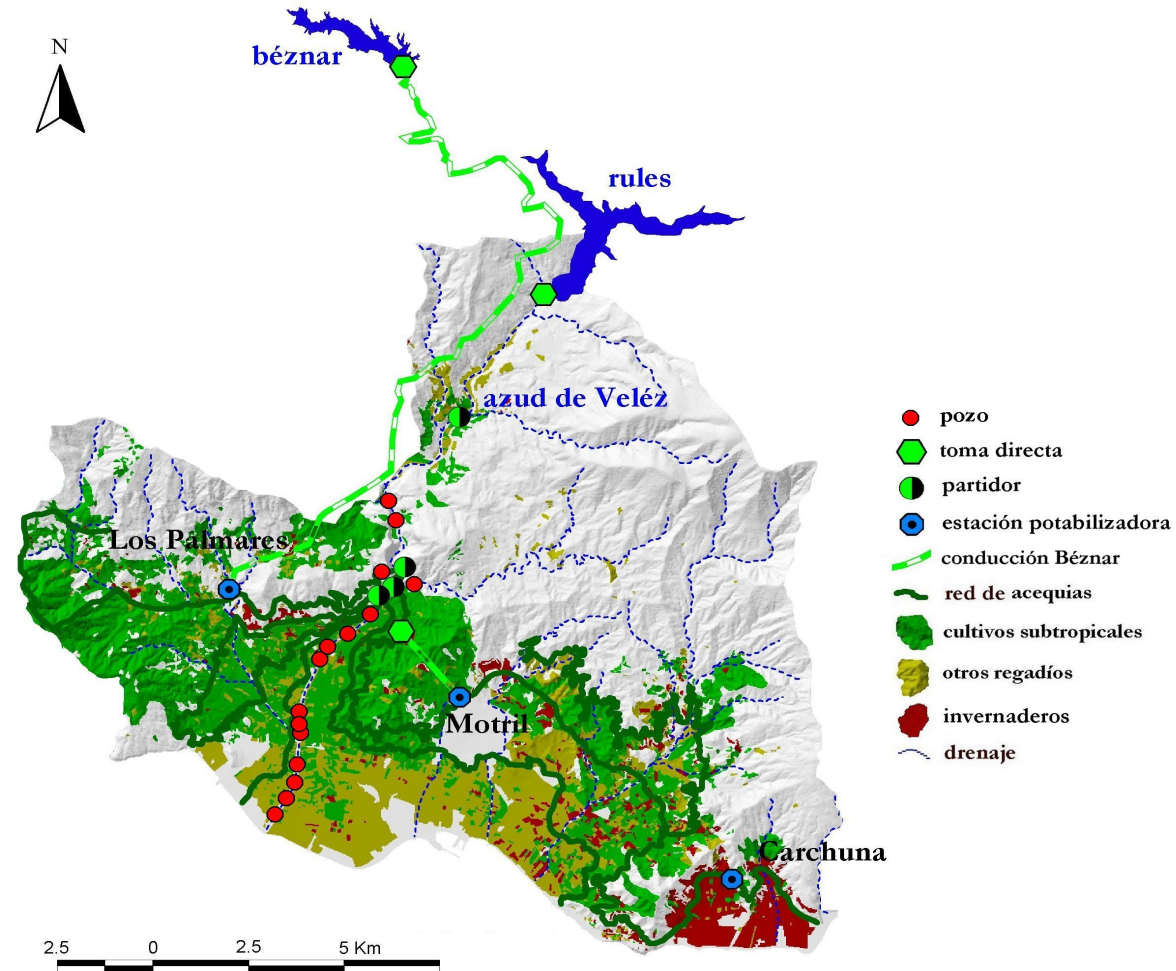 N
béznar
rules
azud de Veléz
Los Palmares
Motril
Carchuna
pozo
toma directa
partidor
estación potabilizadora
conducción Béznar
red de acequias
cultivos subtropicales
otros regadíos
invernaderos
drenaje
2.5 0 2.5 5 Km